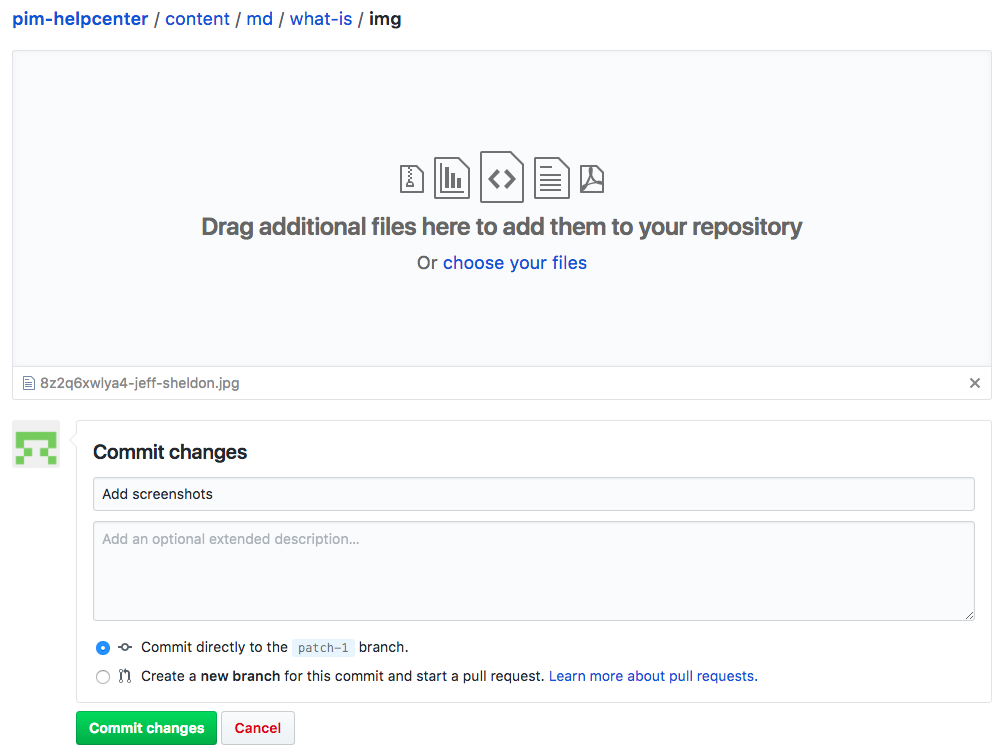 pim-helpcenter / content / md / what-is / img
Drag additional files here to add them to your repository
Or choose your files
8z2q6xwlya4-jeff-sheldon.jpg
Commit changes
Add screenshots
Add an optional extended description...
Commit directly to the patch-1 branch.
Create a new branch for this commit and start a pull request. Learn more about pull requests.
Commit changes Cancel